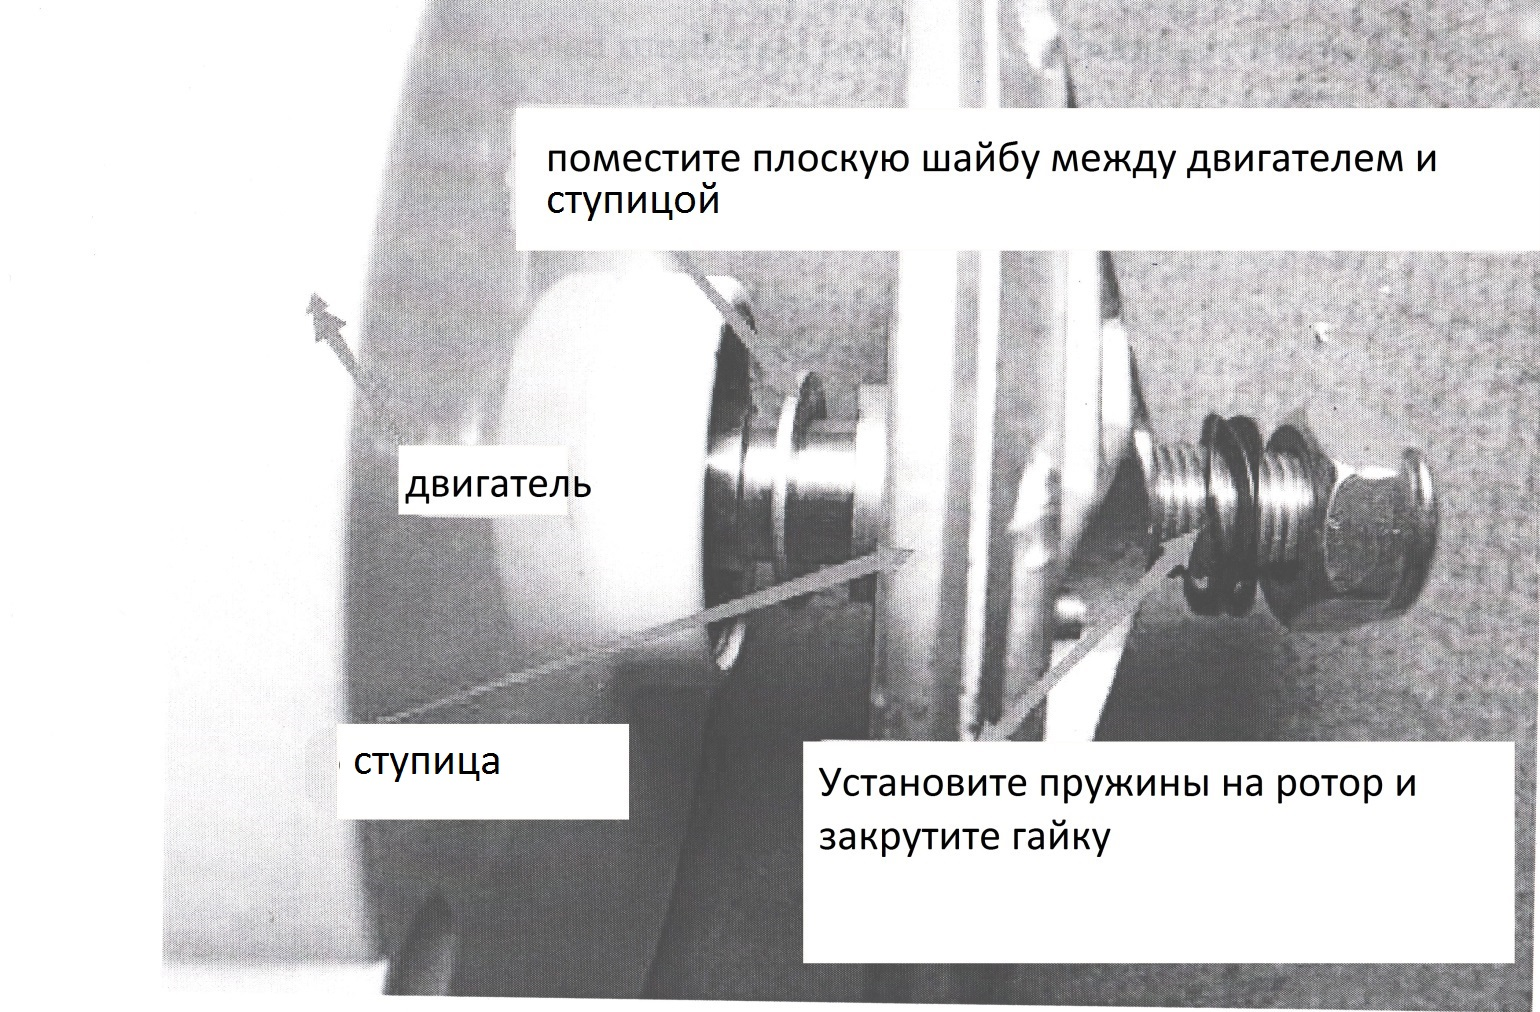 поместите плоскую шайбу между двигателем и
ступицой
двигатель
ступица
Установите пружины на ротор и
закрутите гайку